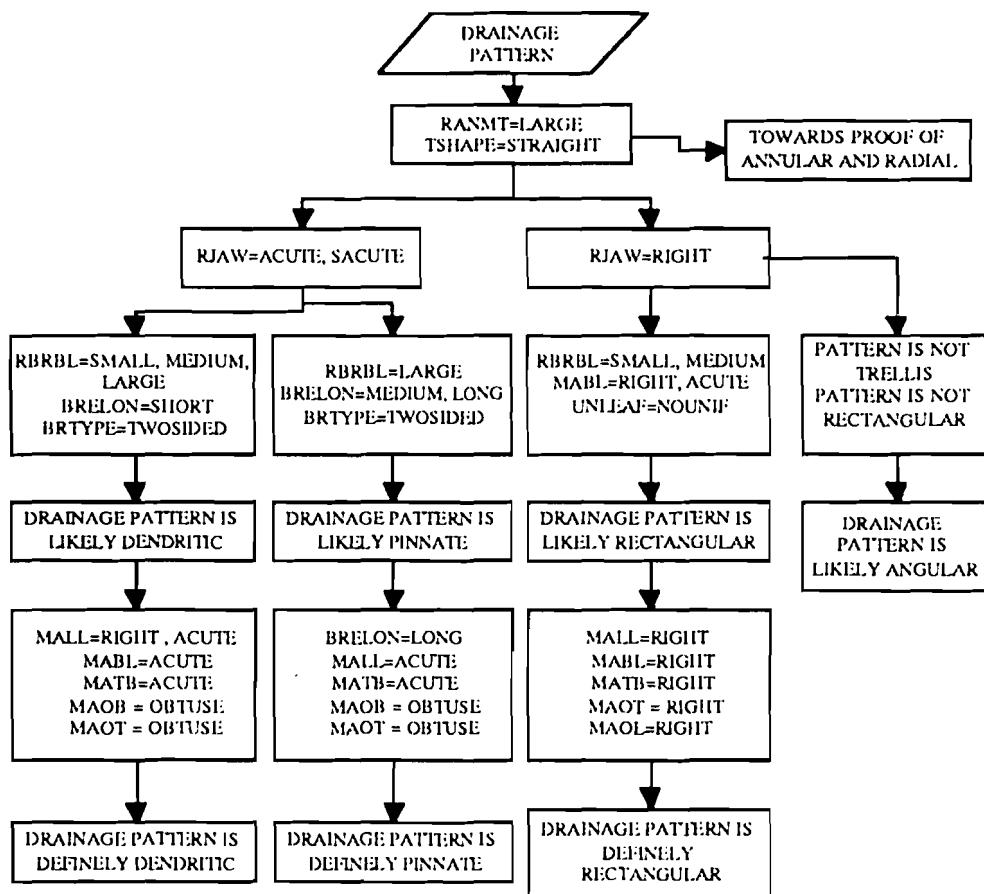 DRAINAGE
PATTERN
RANMT=LARGE
TSHAPE=STRAIGHT
TOWARDS PROOF OF
ANNULAR AND RADIAL
RJAW=ACUTE, SACUTE
RJAW=RIGHT
RBRBL=SMALL, MEDIUM,
LARGE
BRELON=SHORT
BRTYPE=TWOSIDED
RBRBL=LARGE
BRELON=MEDIUM, LONG
BRTYPE=TWOSIDED
RBRBL=SMALL, MEDIUM
MABL=RIGHT, ACUTE
UNLEAF=NOUNIF
PATTERN IS NOT
TRELLIS
PATTERN IS NOT
RECTANGULAR
DRAINAGE PATTERN IS
LIKELY DENDRITIC
DRAINAGE PATTERN IS
LIKELY PINNATE
DRAINAGE PATTERN IS
LIKELY RECTANGULAR
DRAINAGE
PATTERN IS
LIKELY ANGULAR
MALL=RIGHT , ACUTE
MABL=ACUTE
MATB=ACUTE
MAOB = OBTUSE
MAOT = OBTUSE
BRELON=LONG
MALL=ACUTE
MATB=ACUTE
MAOB = OBTUSE
MAOT = OBTUSE
MALL=RIGHT
MABL=RIGHT
MATB=RIGHT
MAOT = RIGHT
MAOL=RIGHT
DRAINAGE PATTERN IS
DEFINELY DENDRITIC
DRAINAGE PATTERN IS
DEFINELY PINNATE
DRAINAGE PATTERN IS
DEFINELY
RECTANGULAR